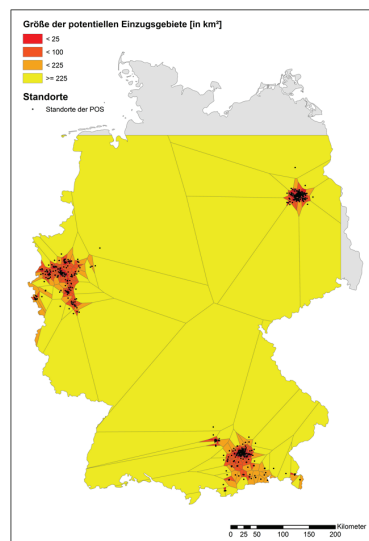 Größe der potentiellen Einzugsgebiete [in km²]
< 25
< 100
< 225
>= 225
Standorte
Standorte der POS
Kilometer
0 25 50 100 150 200